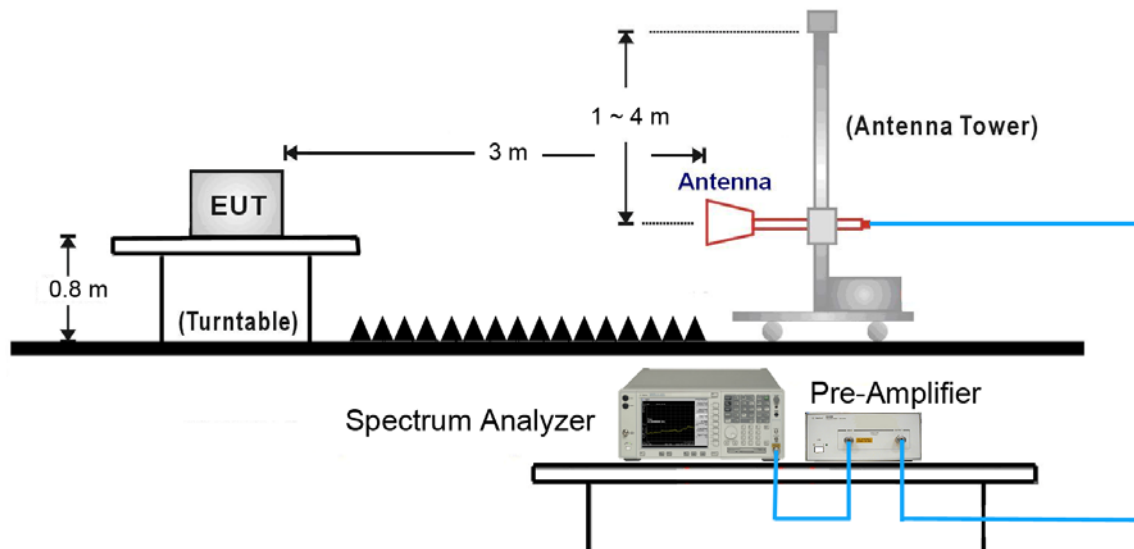 1 ~ 4 m
(Antenna Tower)
3 m
Antenna
EUT
0.8 m
(Turntable)
Pre-Amplifier
Spectrum Analyzer